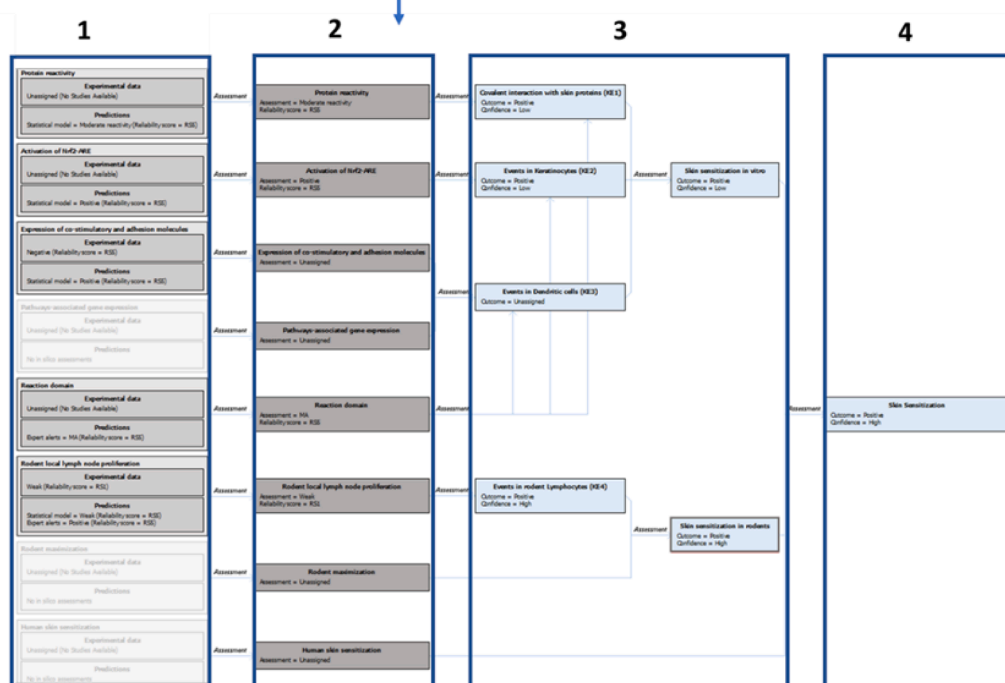 1
2
3
4
Protein reactivity
Experimental data
Unassigned (No Studies Available)
Predictions
Statistical model = Moderate reactivity (Reliability score = RS5)
Activation of Nrf2-ARE
Experimental data
Unassigned (No Studies Available)
Predictions
Statistical model = Positive (Reliability score = RS5)
Expression of co-stimulatory and adhesion molecules
Experimental data
Negative (Reliability score = RS5)
Predictions
Statistical model = Positive (Reliability score = RS5)
Pathways-associated gene expression
Experimental data
Unassigned (No Studies Available)
Predictions
No in silico assessments
Reaction domain
Experimental data
Unassigned (No Studies Available)
Predictions
Expert alerts = MA (Reliability score = RS5)
Rodent local lymph node proliferation
Experimental data
Weak (Reliability score = RS1)
Predictions
Statistical model = Weak (Reliability score = RS5)
Expert alerts = Positive (Reliability score = RS5)
Rodent maximization
Experimental data
Unassigned (No Studies Available)
Predictions
No in silico assessments
Human skin sensitization
Experimental data
Unassigned (No Studies Available)
Predictions
No in silico assessments
Assessment
Assessment
Assessment
Assessment
Assessment
Assessment
Assessment
Assessment
Protein reactivity
Assessment = Moderate reactivity
Reliability score = RS5
Activation of Nrf2-ARE
Assessment = Positive
Reliability score = RS5
Expression of co-stimulatory and adhesion molecules
Assessment = Unassigned
Pathways-associated gene expression
Assessment = Unassigned
Reaction domain
Assessment = MA
Reliability score = RS5
Rodent local lymph node proliferation
Assessment = Weak
Reliability score = RS1
Rodent maximization
Assessment = Unassigned
Human skin sensitization
Assessment = Unassigned
Assessment
Assessment
Assessment
Assessment
Assessment
Covalent interaction with skin proteins (KE1)
Outcome = Positive
Confidence = Low
Events in Keratinocytes (KE2)
Outcome = Positive
Confidence = Low
Events in Dendritic cells (KE3)
Outcome = Unassigned
Events in rodent Lymphocytes (KE4)
Outcome = Positive
Confidence = High
Assessment
Assessment
Skin sensitization in vitro
Outcome = Positive
Confidence = Low
Skin sensitization in rodents
Outcome = Positive
Confidence = High
Assessment
Skin Sensitization
Outcome = Positive
Confidence = High